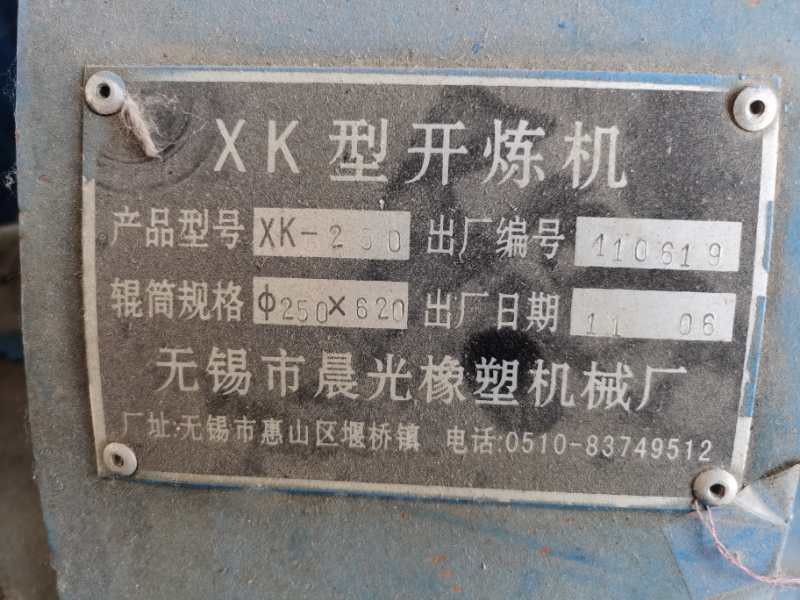 XK型开炼机
产品型号 XK-250 出厂编号 110619
辊筒规格 Φ250×620 出厂日期 11 06
无锡市晨光橡塑机械厂
厂址:无锡市惠山区堰桥镇 电话:0510-83749512